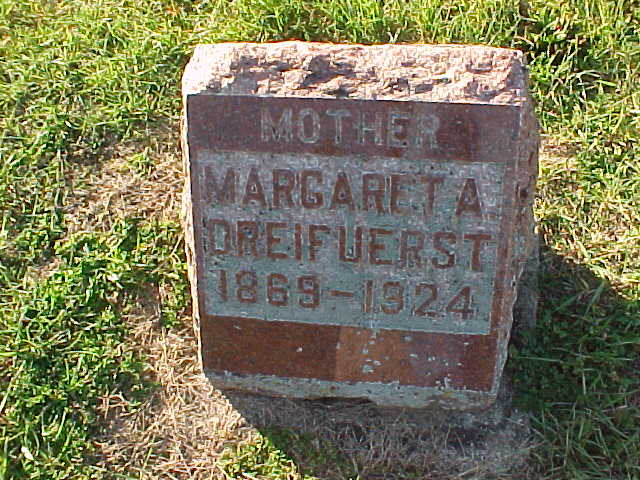 MOTHER
MARGARET A.
DREIFUERST
1869-1924